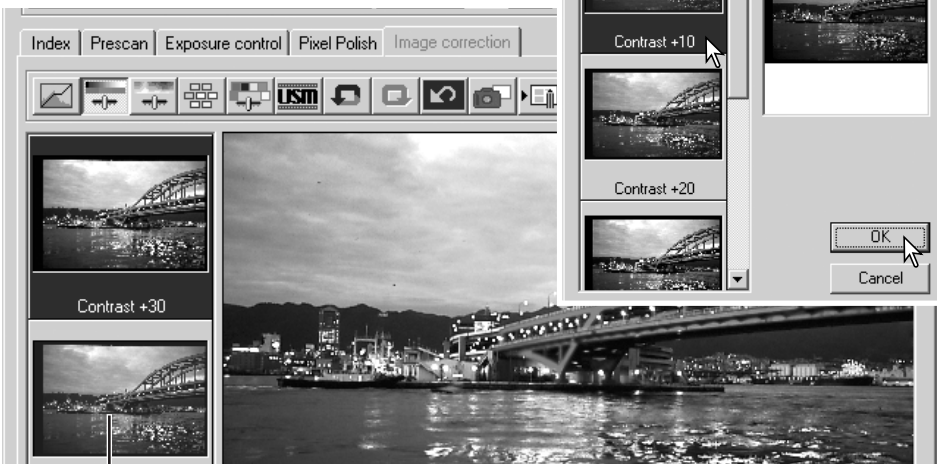 Index Prescan Exposure control Pixel Polish Image correction
USM
Contrast +30
Contrast +10
Contrast +20
OK
Cancel